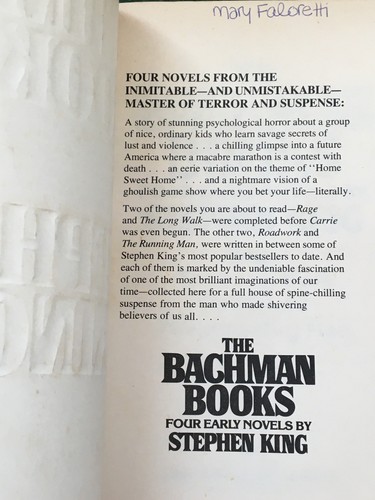 Mary Faloretti
FOUR NOVELS FROM THE
INIMITABLE—AND UNMISTAKABLE—
MASTER OF TERROR AND SUSPENSE:
A story of stunning psychological horror about a group
of nice, ordinary kids who learn savage secrets of
lust and violence . . . a chilling glimpse into a future
America where a macabre marathon is a contest with
death . . . an eerie variation on the theme of "Home
Sweet Home" . . . and a nightmare vision of a
ghoulish game show where you bet your life—literally.
Two of the novels you are about to read—Rage
and The Long Walk—were completed before Carrie
was even begun. The other two, Roadwork and
The Running Man, were written in between some of
Stephen King's most popular bestsellers to date. And
each of them is marked by the undeniable fascination
of one of the most brilliant imaginations of our
time—collected here for a full house of spine-chilling
suspense from the man who made shivering
believers of us all. . . .
THE
BACHMAN
BOOKS
FOUR EARLY NOVELS BY
STEPHEN KING